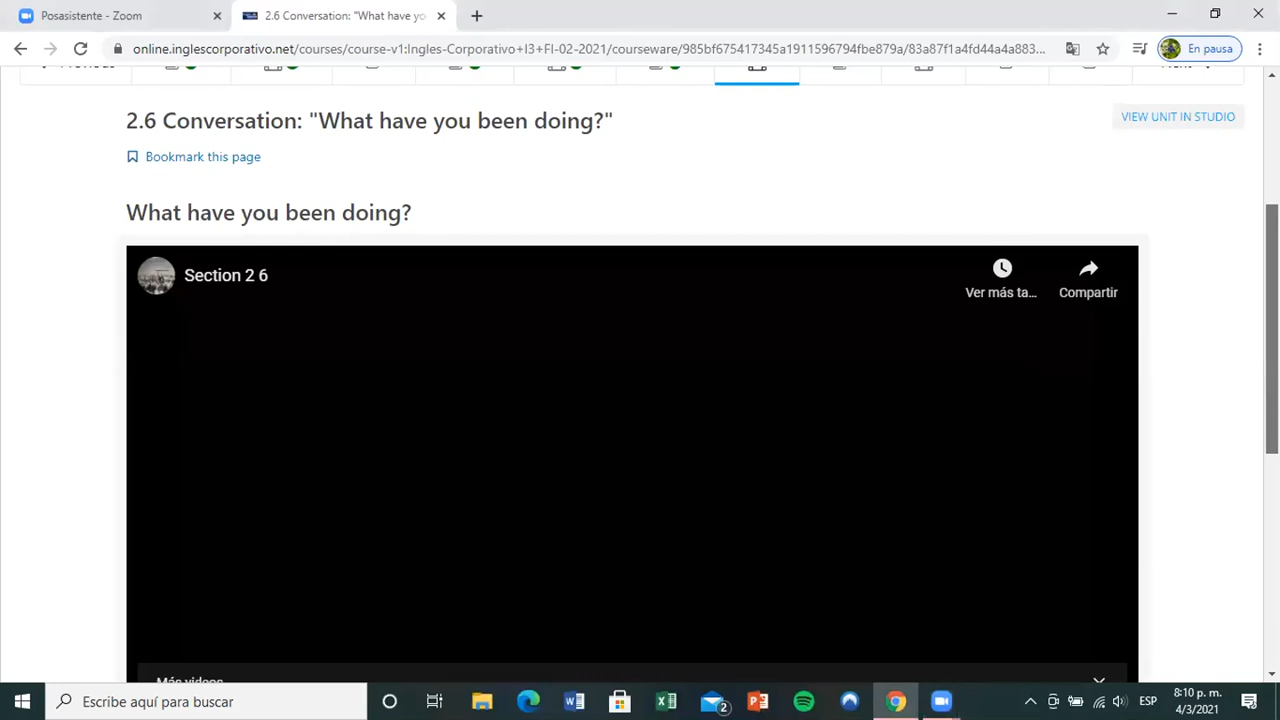 Posasistente - Zoom
2.6 Conversation: "What have yo
online.inglescorporativo.net/courses/course-v1:Ingles-Corporativo+I3+FI-02-2021/courseware/985bf675417345a1911596794fbe879a/83a87f1a4fd44a4a883...
En pausa
2.6 Conversation: "What have you been doing?"
VIEW UNIT IN STUDIO
Bookmark this page
What have you been doing?
Section 2 6
Ver más ta...
Compartir
Más videos
Escribe aquí para buscar
2
ESP
8:10 p. m.
4/3/2021